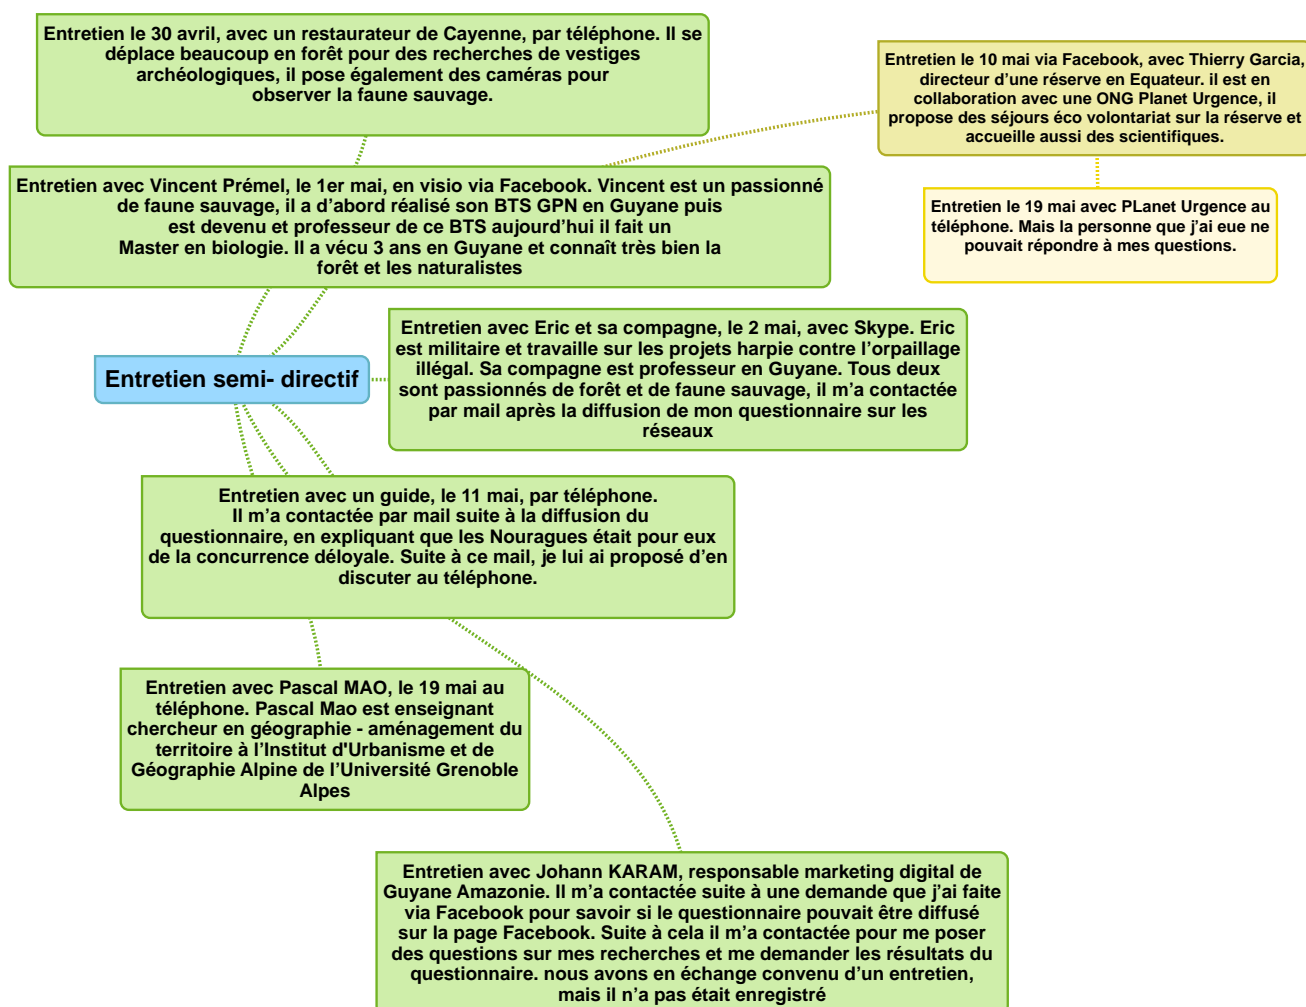 Entretien le 30 avril, avec un restaurateur de Cayenne, par téléphone. Il se
déplace beaucoup en forêt pour des recherches de vestiges
archéologiques, il pose également des caméras pour
observer la faune sauvage.
Entretien le 10 mai via Facebook, avec Thierry Garcia,
directeur d’une réserve en Equateur. il est en
collaboration avec une ONG Planet Urgence, il
propose des séjours éco volontariat sur la réserve et
accueille aussi des scientifiques.
Entretien avec Vincent Prémel, le 1er mai, en visio via Facebook. Vincent est un passionné
de faune sauvage, il a d’abord réalisé son BTS GPN en Guyane puis
est devenu et professeur de ce BTS aujourd’hui il fait un
Master en biologie. Il a vécu 3 ans en Guyane et connaît très bien la
forêt et les naturalistes
Entretien le 19 mai avec PLanet Urgence au
téléphone. Mais la personne que j’ai eue ne
pouvait répondre à mes questions.
Entretien semi- directif
Entretien avec Eric et sa compagne, le 2 mai, avec Skype. Eric
est militaire et travaille sur les projets harpie contre l’orpaillage
illégal. Sa compagne est professeur en Guyane. Tous deux
sont passionnés de forêt et de faune sauvage, il m’a contactée
par mail après la diffusion de mon questionnaire sur les
réseaux
Entretien avec un guide, le 11 mai, par téléphone.
Il m’a contactée par mail suite à la diffusion du
questionnaire, en expliquant que les Nouragues était pour eux
de la concurrence déloyale. Suite à ce mail, je lui ai proposé d’en
discuter au téléphone.
Entretien avec Pascal MAO, le 19 mai au
téléphone. Pascal Mao est enseignant
chercheur en géographie - aménagement du
territoire à l’Institut d'Urbanisme et de
Géographie Alpine de l’Université Grenoble
Alpes
Entretien avec Johann KARAM, responsable marketing digital de
Guyane Amazonie. Il m’a contactée suite à une demande que j’ai faite
via Facebook pour savoir si le questionnaire pouvait être diffusé
sur la page Facebook. Suite à cela il m’a contactée pour me poser
des questions sur mes recherches et me demander les résultats du
questionnaire. nous avons en échange convenu d’un entretien,
mais il n’a pas était enregistré